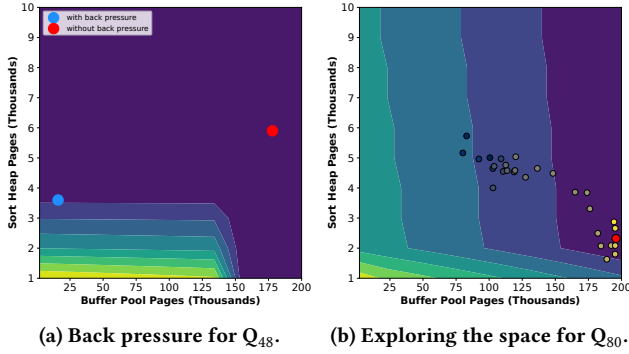 10
9
8
7
6
5
4
3
2
1
Sort Heap Pages (Thousands)
with back pressure
without back pressure
25 50 75 100 125 150 175 200
Buffer Pool Pages (Thousands)
(a) Back pressure for Q48.
10
9
8
7
6
5
4
3
2
1
Sort Heap Pages (Thousands)
25 50 75 100 125 150 175 200
Buffer Pool Pages (Thousands)
(b) Exploring the space for Q80.